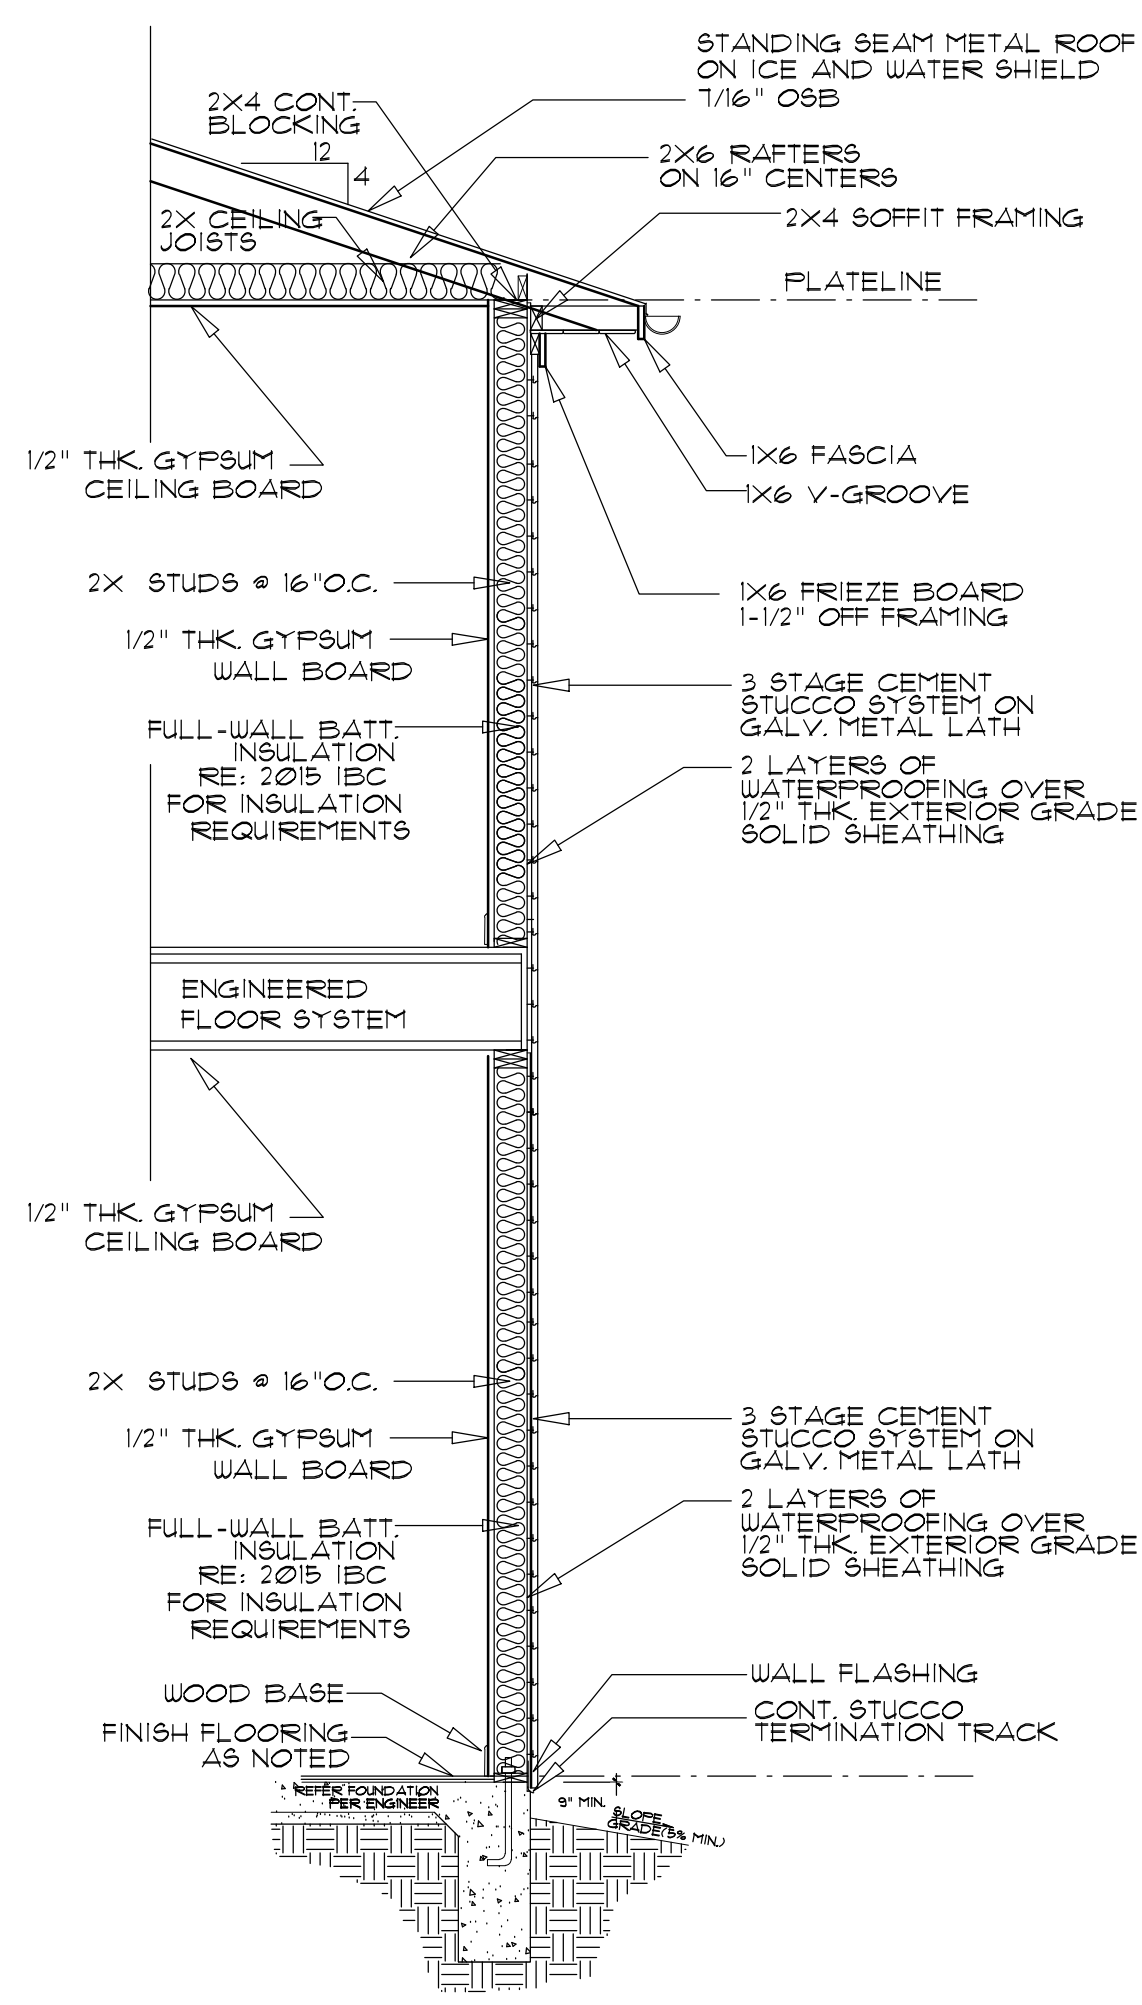 STANDING SEAM METAL ROOF
ON ICE AND WATER SHIELD
7/16" OSB
2X4 CONT.
BLOCKING
12
4
2X6 RAFTERS
ON 16" CENTERS
2X CEILING
JOISTS
2X4 SOFFIT FRAMING
PLATELINE
1/2" THK. GYPSUM
CEILING BOARD
1X6 FASCIA
1X6 V-GROOVE
2X STUDS @ 16"O.C.
1X6 FRIEZE BOARD
1-1/2" OFF FRAMING
1/2" THK. GYPSUM
WALL BOARD
3 STAGE CEMENT
STUCCO SYSTEM ON
GALV. METAL LATH
FULL-WALL BATT.
INSULATION
RE: 2015 IBC
FOR INSULATION
REQUIREMENTS
2 LAYERS OF
WATERPROOFING OVER
1/2" THK. EXTERIOR GRADE
SOLID SHEATHING
ENGINEERED
FLOOR SYSTEM
1/2" THK. GYPSUM
CEILING BOARD
2X STUDS @ 16"O.C.
1/2" THK. GYPSUM
WALL BOARD
3 STAGE CEMENT
STUCCO SYSTEM ON
GALV. METAL LATH
FULL-WALL BATT.
INSULATION
RE: 2015 IBC
FOR INSULATION
REQUIREMENTS
2 LAYERS OF
WATERPROOFING OVER
1/2" THK. EXTERIOR GRADE
SOLID SHEATHING
WOOD BASE
FINISH FLOORING
AS NOTED
WALL FLASHING
CONT. STUCCO
TERMINATION TRACK
REFER FOUNDATION
PER ENGINEER
9" MIN.
SLOPE
GRADE(5% MIN.)